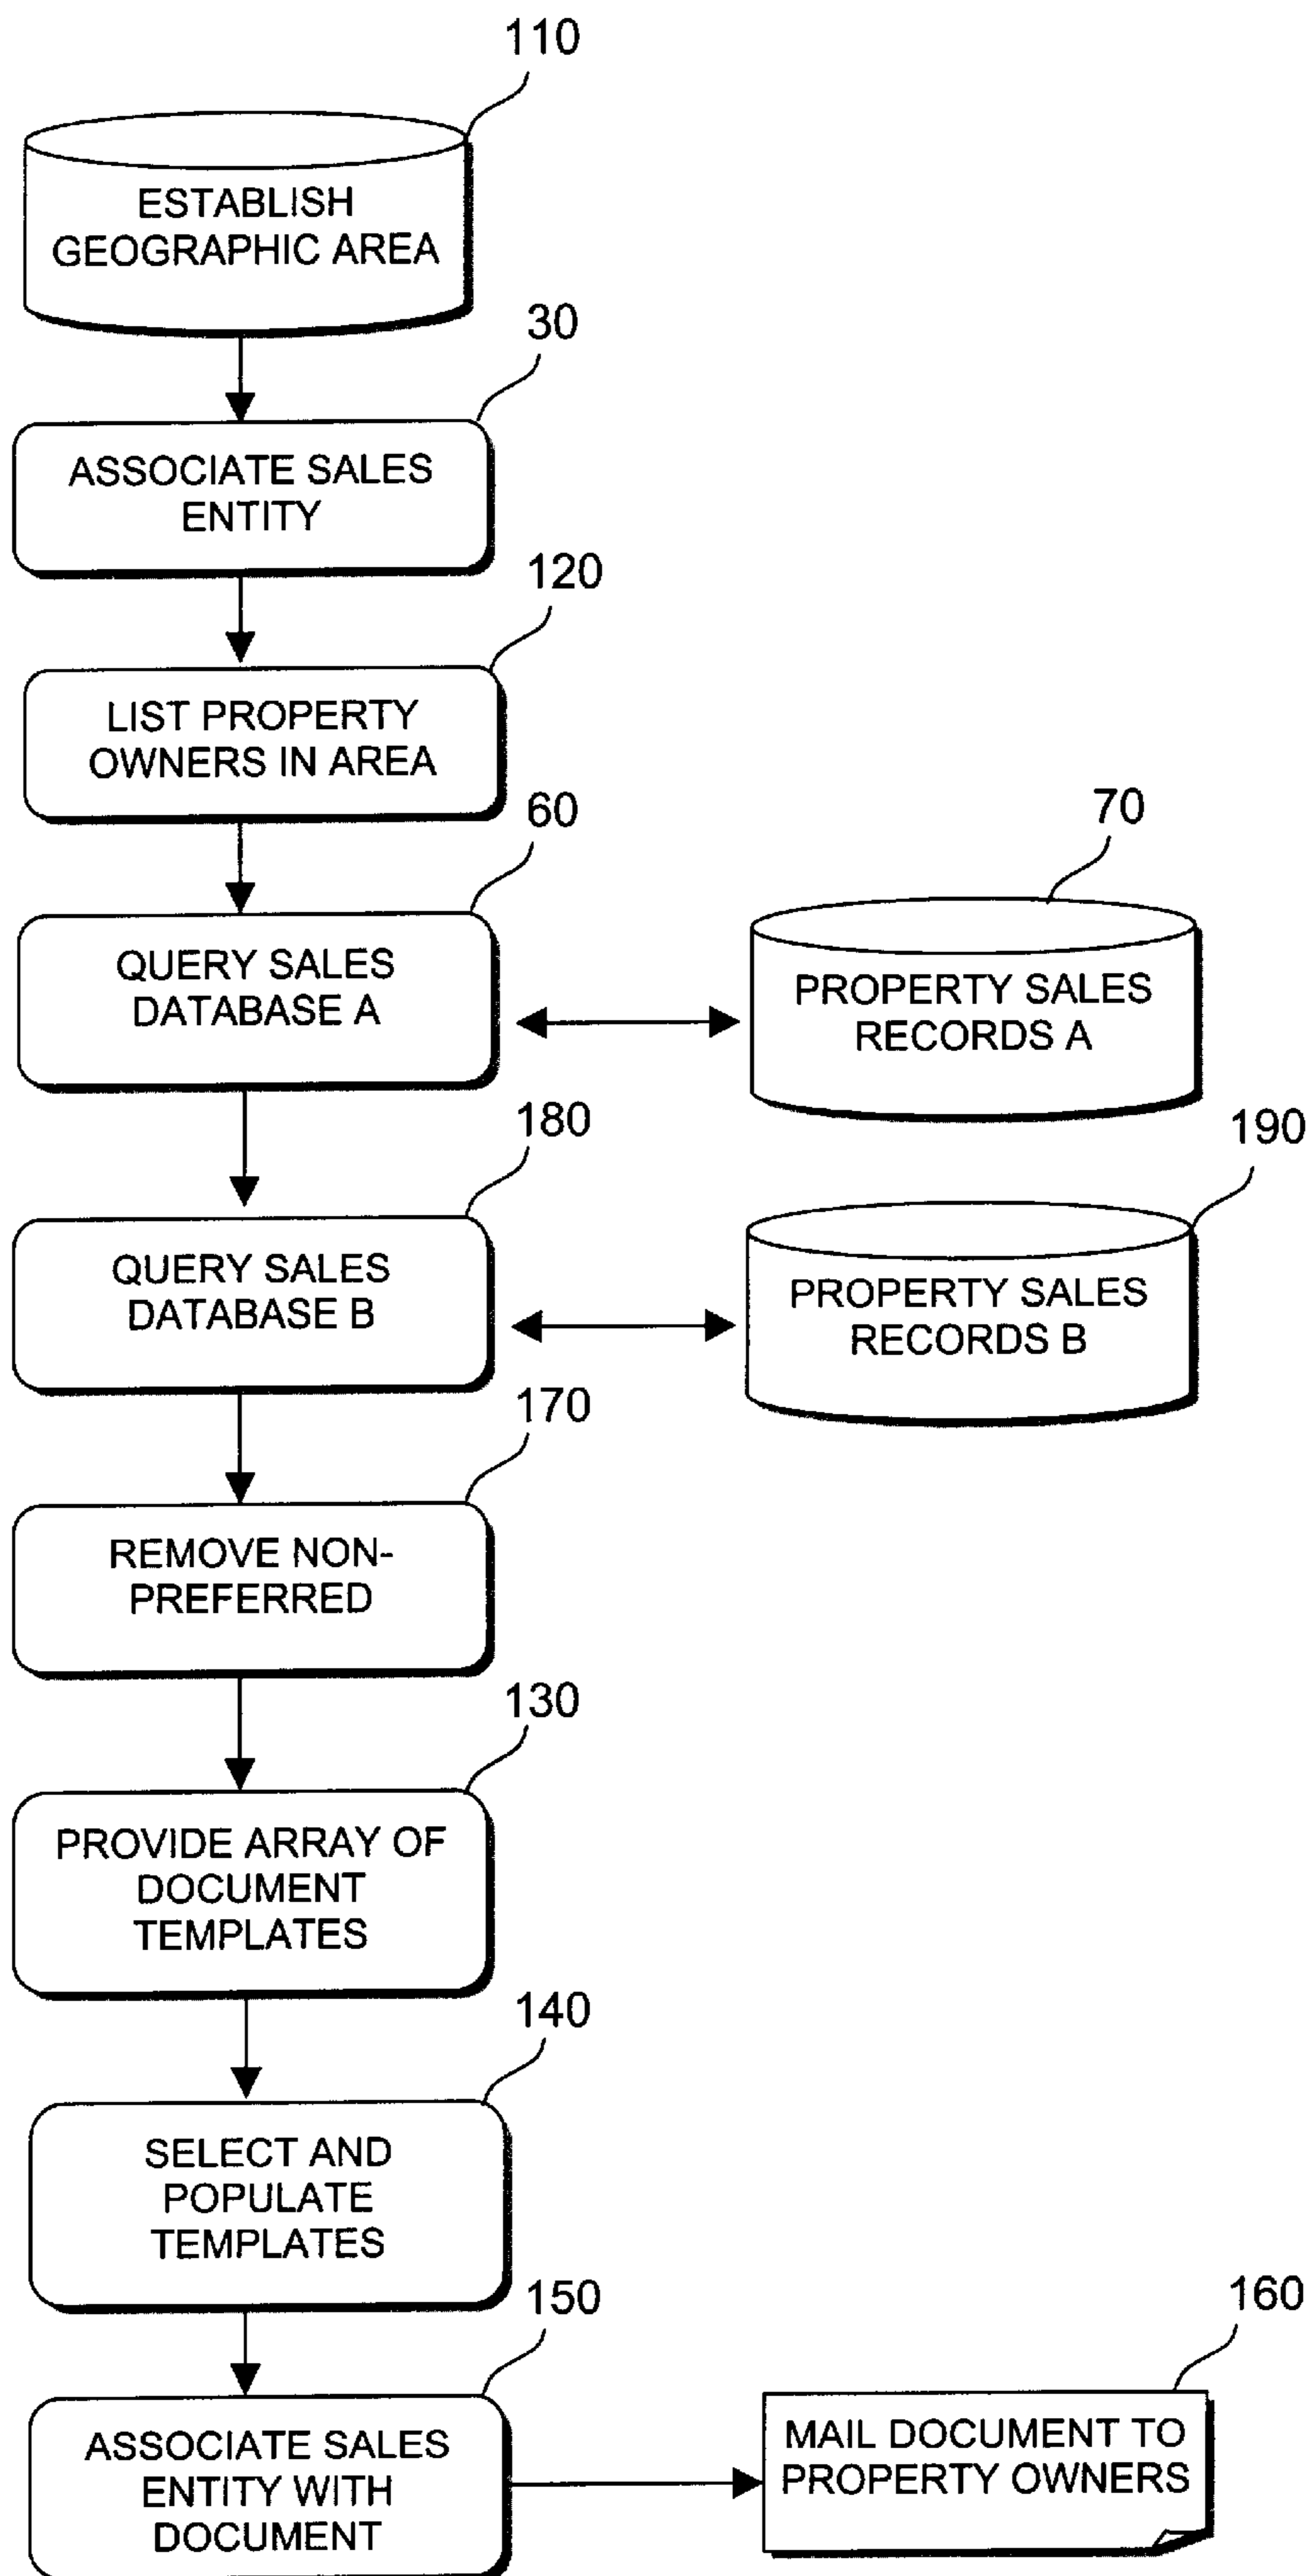 110
ESTABLISH
GEOGRAPHIC AREA
30
ASSOCIATE SALES
ENTITY
120
LIST PROPERTY
OWNERS IN AREA
60
QUERY SALES
DATABASE A
70
PROPERTY SALES
RECORDS A
180
QUERY SALES
DATABASE B
190
PROPERTY SALES
RECORDS B
170
REMOVE NON-
PREFERRED
130
PROVIDE ARRAY OF
DOCUMENT
TEMPLATES
140
SELECT AND
POPULATE
TEMPLATES
150
ASSOCIATE SALES
ENTITY WITH
DOCUMENT
160
MAIL DOCUMENT TO
PROPERTY OWNERS